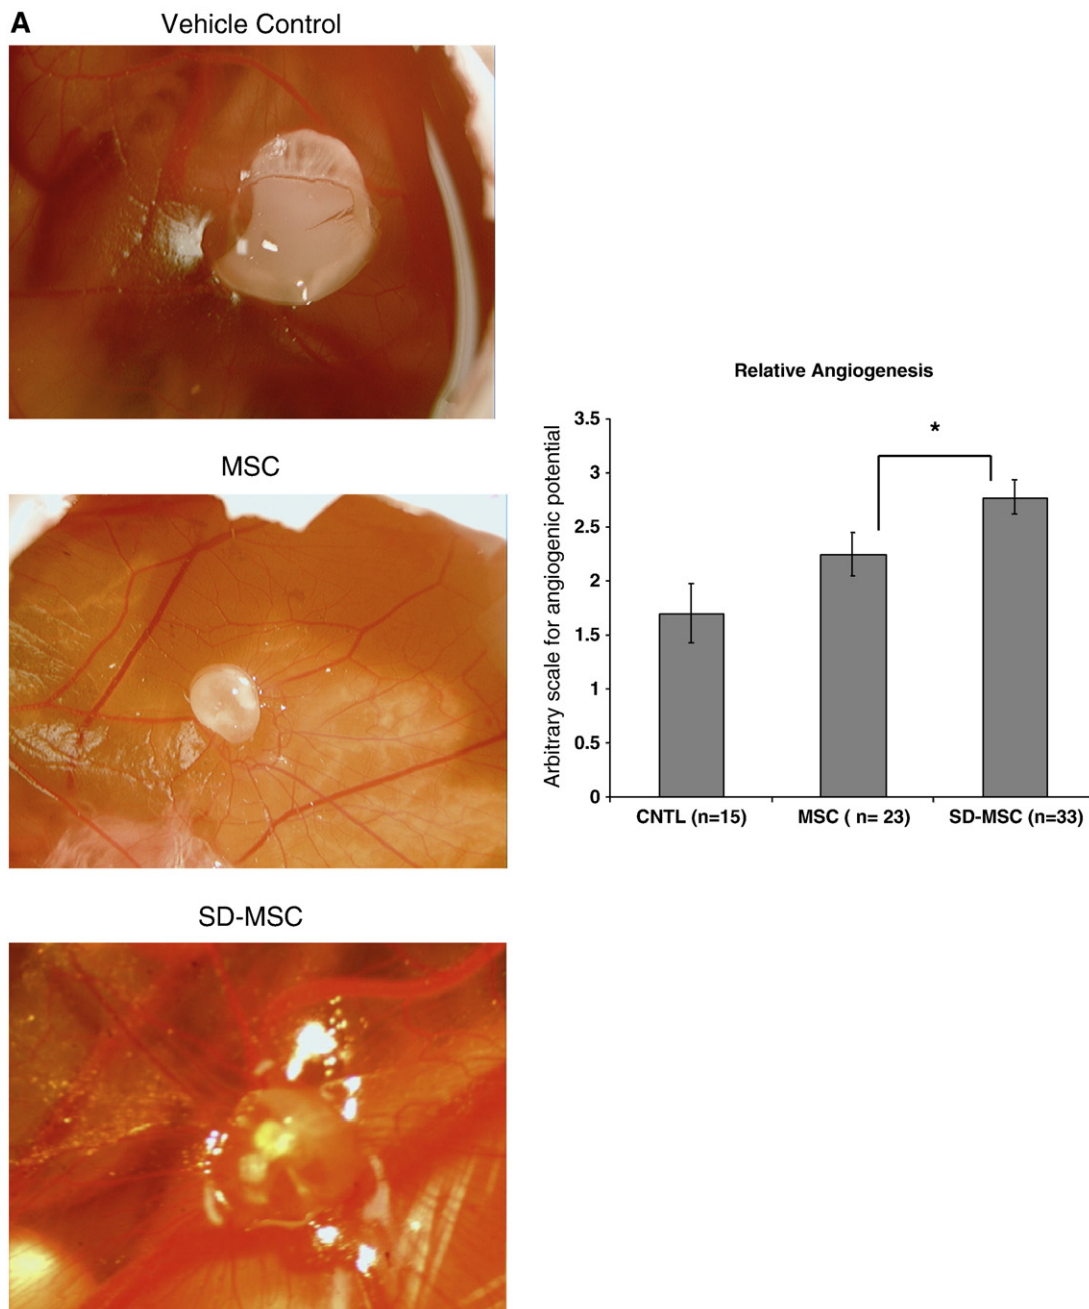 A
Vehicle Control
MSC
SD-MSC
Relative Angiogenesis
Arbitrary scale for angiogenic potential
3.5
3
2.5
2
1.5
1
0.5
0
*
CNTL (n=15)
MSC ( n= 23)
SD-MSC (n=33)